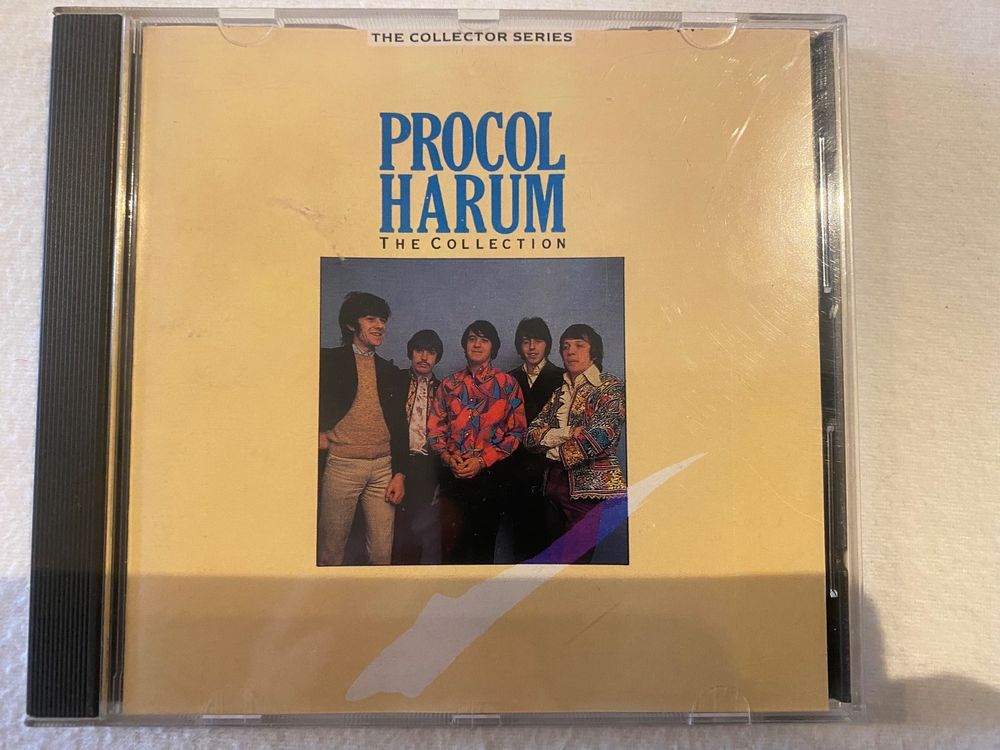 THE COLLECTOR SERIES
PROCOL
HARUM
THE COLLECTION